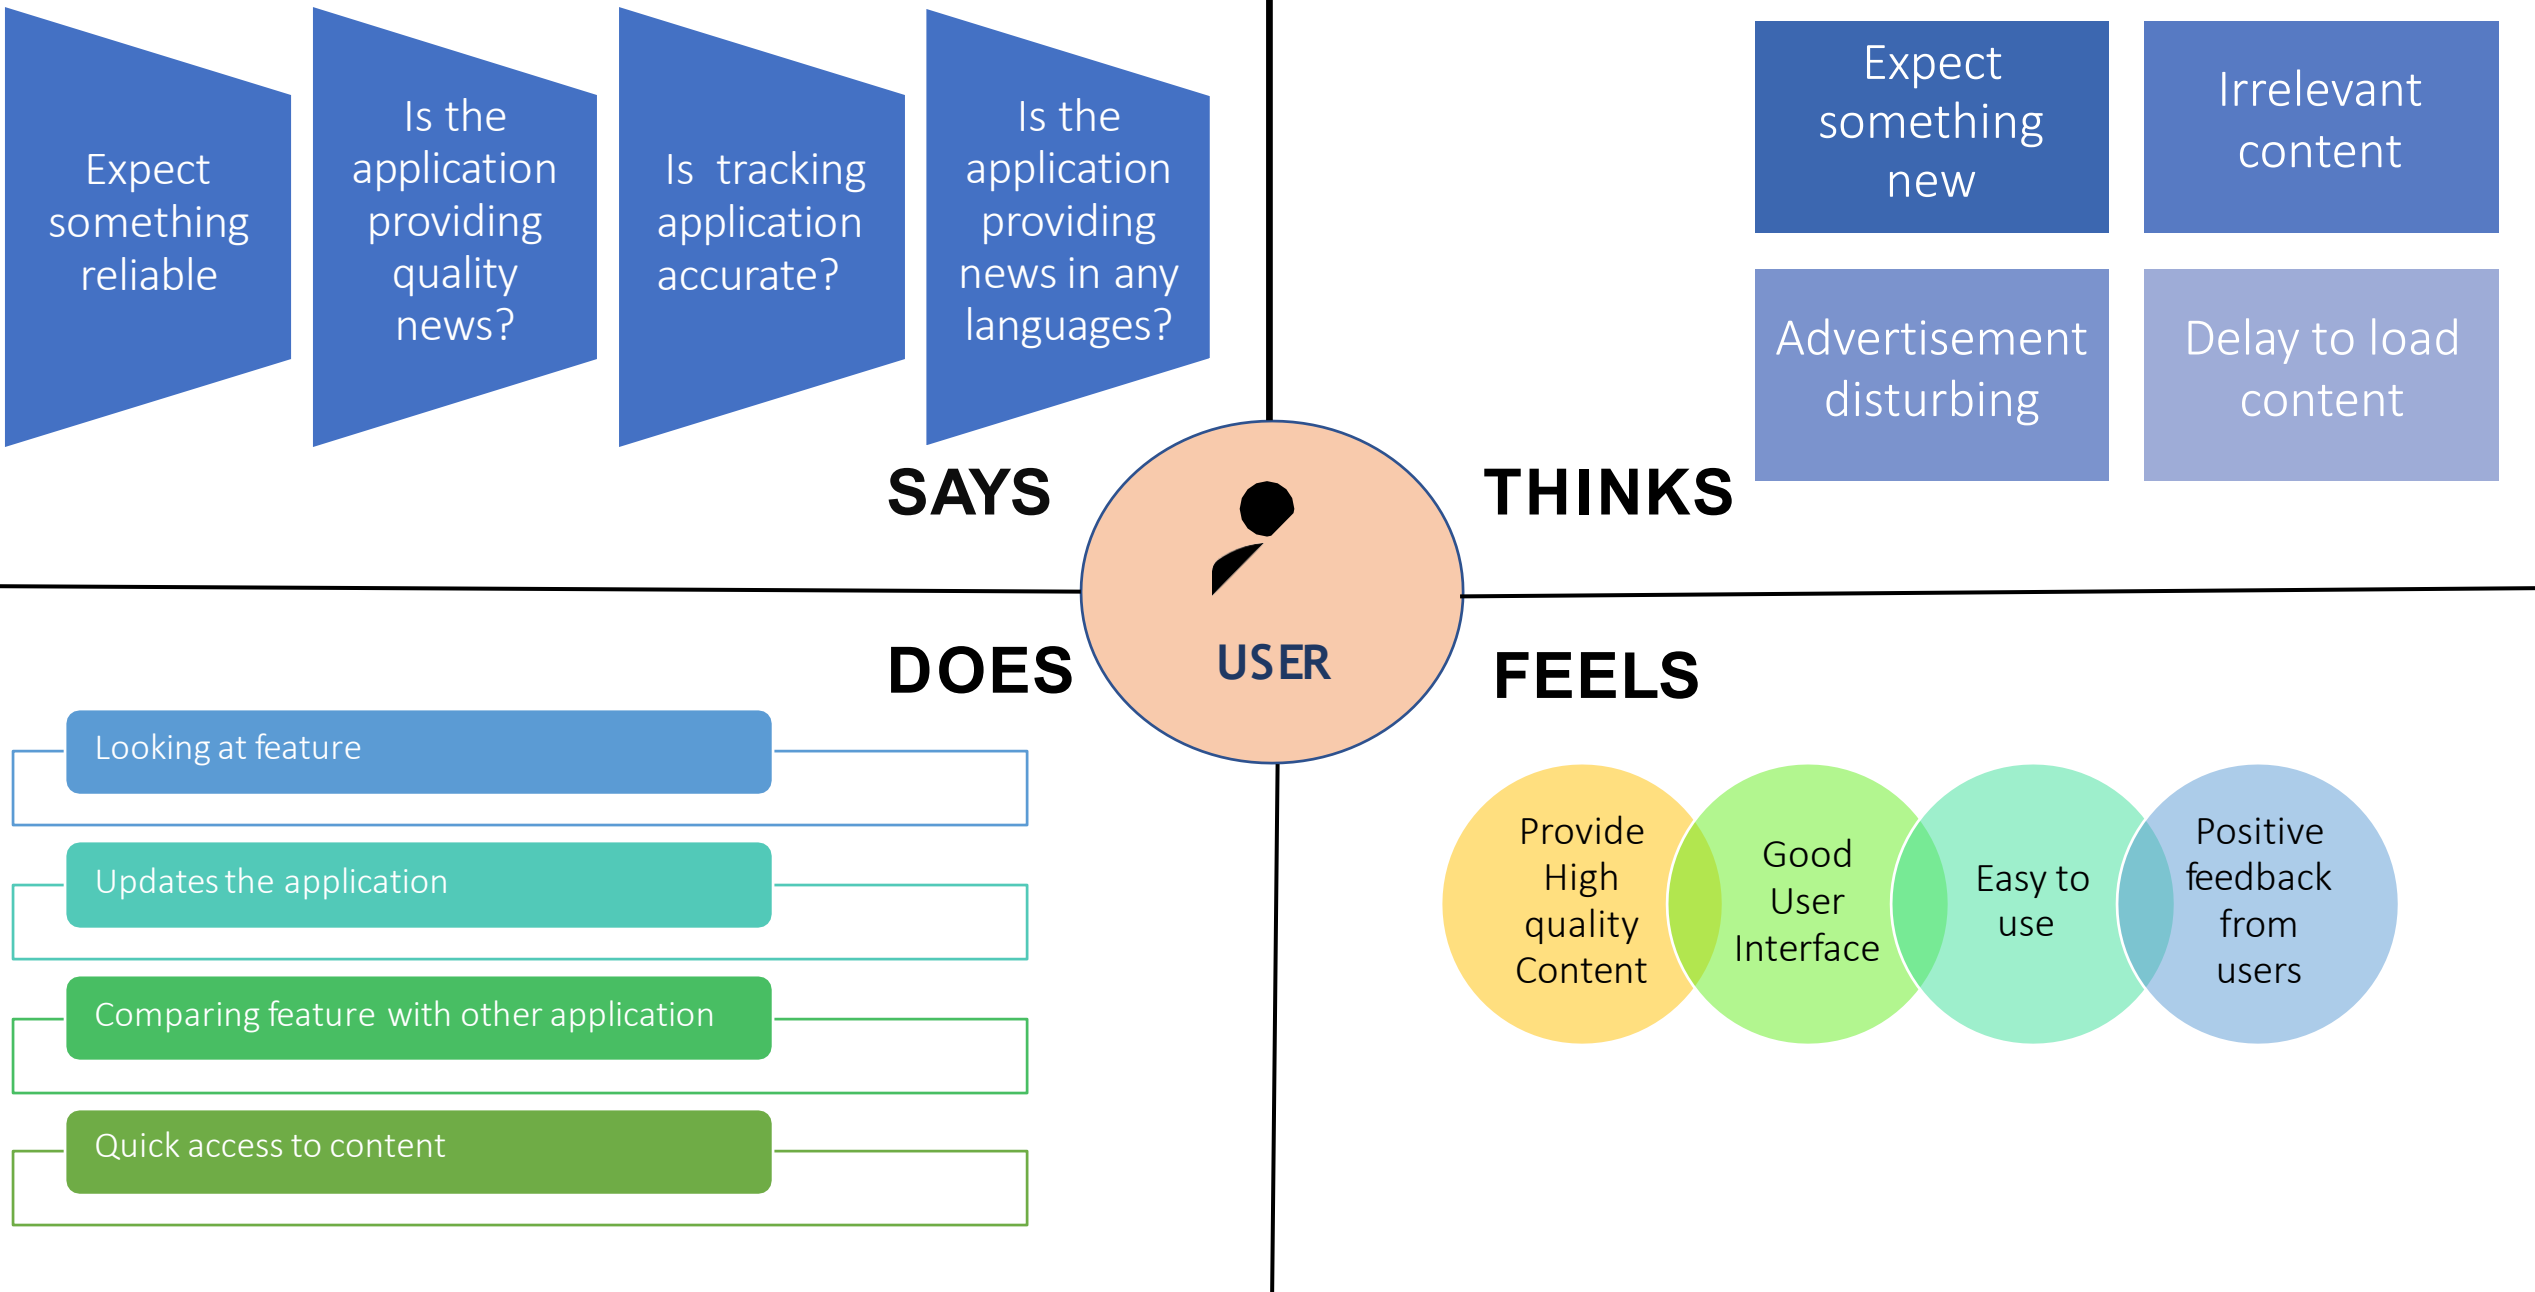 Expect
something
reliable
Is the
application
providing
quality
news?
Is tracking
application
accurate?
Is the
application
providing
news in any
languages?
SAYS
Expect
something
new
Irrelevant
content
Advertisement
disturbing
Delay to load
content
THINKS
USER
DOES
Looking at feature
Updates the application
Comparing feature with other application
Quick access to content
FEELS
Provide
High
quality
Content
Good
User
Interface
Easy to
use
Positive
feedback
from
users